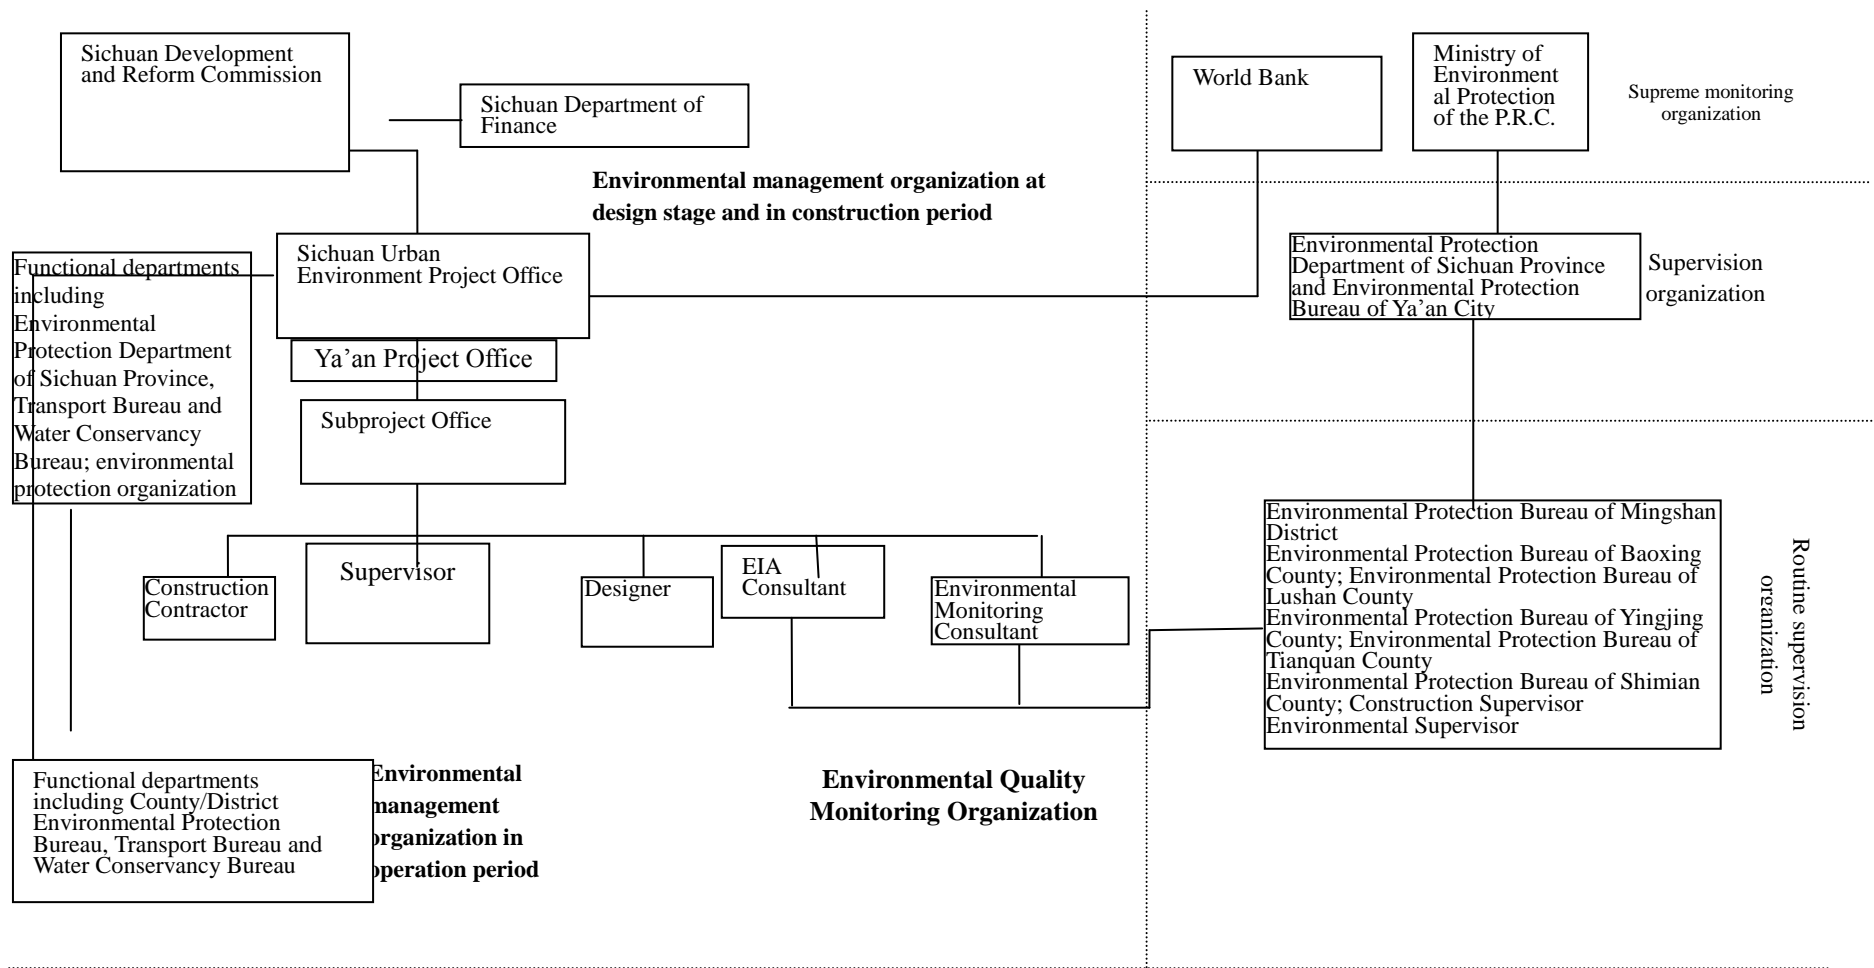 Sichuan Development
and Reform Commission
Sichuan Department of
Finance
World Bank
Ministry of
Environment
al Protection
of the P.R.C.
Supreme monitoring
organization
Environmental management organization at
design stage and in construction period
Functional departments
including
Environmental
Protection Department
of Sichuan Province,
Transport Bureau and
Water Conservancy
Bureau; environmental
protection organization
Sichuan Urban
Environment Project Office
Ya’an Project Office
Subproject Office
Environmental Protection
Department of Sichuan Province
and Environmental Protection
Bureau of Ya’an City
Supervision
organization
Construction
Contractor
Supervisor
Designer
EIA
Consultant
Environmental
Monitoring
Consultant
Environmental Protection Bureau of Mingshan
District
Environmental Protection Bureau of Baoxing
County; Environmental Protection Bureau of
Lushan County
Environmental Protection Bureau of Yingjing
County; Environmental Protection Bureau of
Tianquan County
Environmental Protection Bureau of Shimian
County; Construction Supervisor
Environmental Supervisor
Routine supervision
organization
Functional departments
including County/District
Environmental Protection
Bureau, Transport Bureau and
Water Conservancy Bureau
Environmental
management
organization in
operation period
Environmental Quality
Monitoring Organization